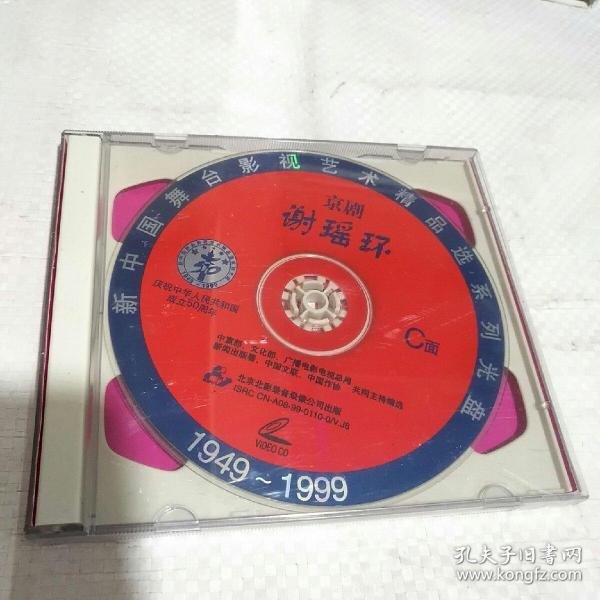 新中国舞台影视艺术精品选系列光盘
京剧
谢瑶环
庆祝中华人民共和国
成立50周年
C面
中宣部、文化部、广播电影电视总局
新闻出版署、中国文联、中国作协
共同主持精选
北京北影录音录像公司出版
ISRC CN-A08-99-0110-0/V.J8
VIDEO CD
1949~1999
孔夫子旧书网
www.kongfz.com